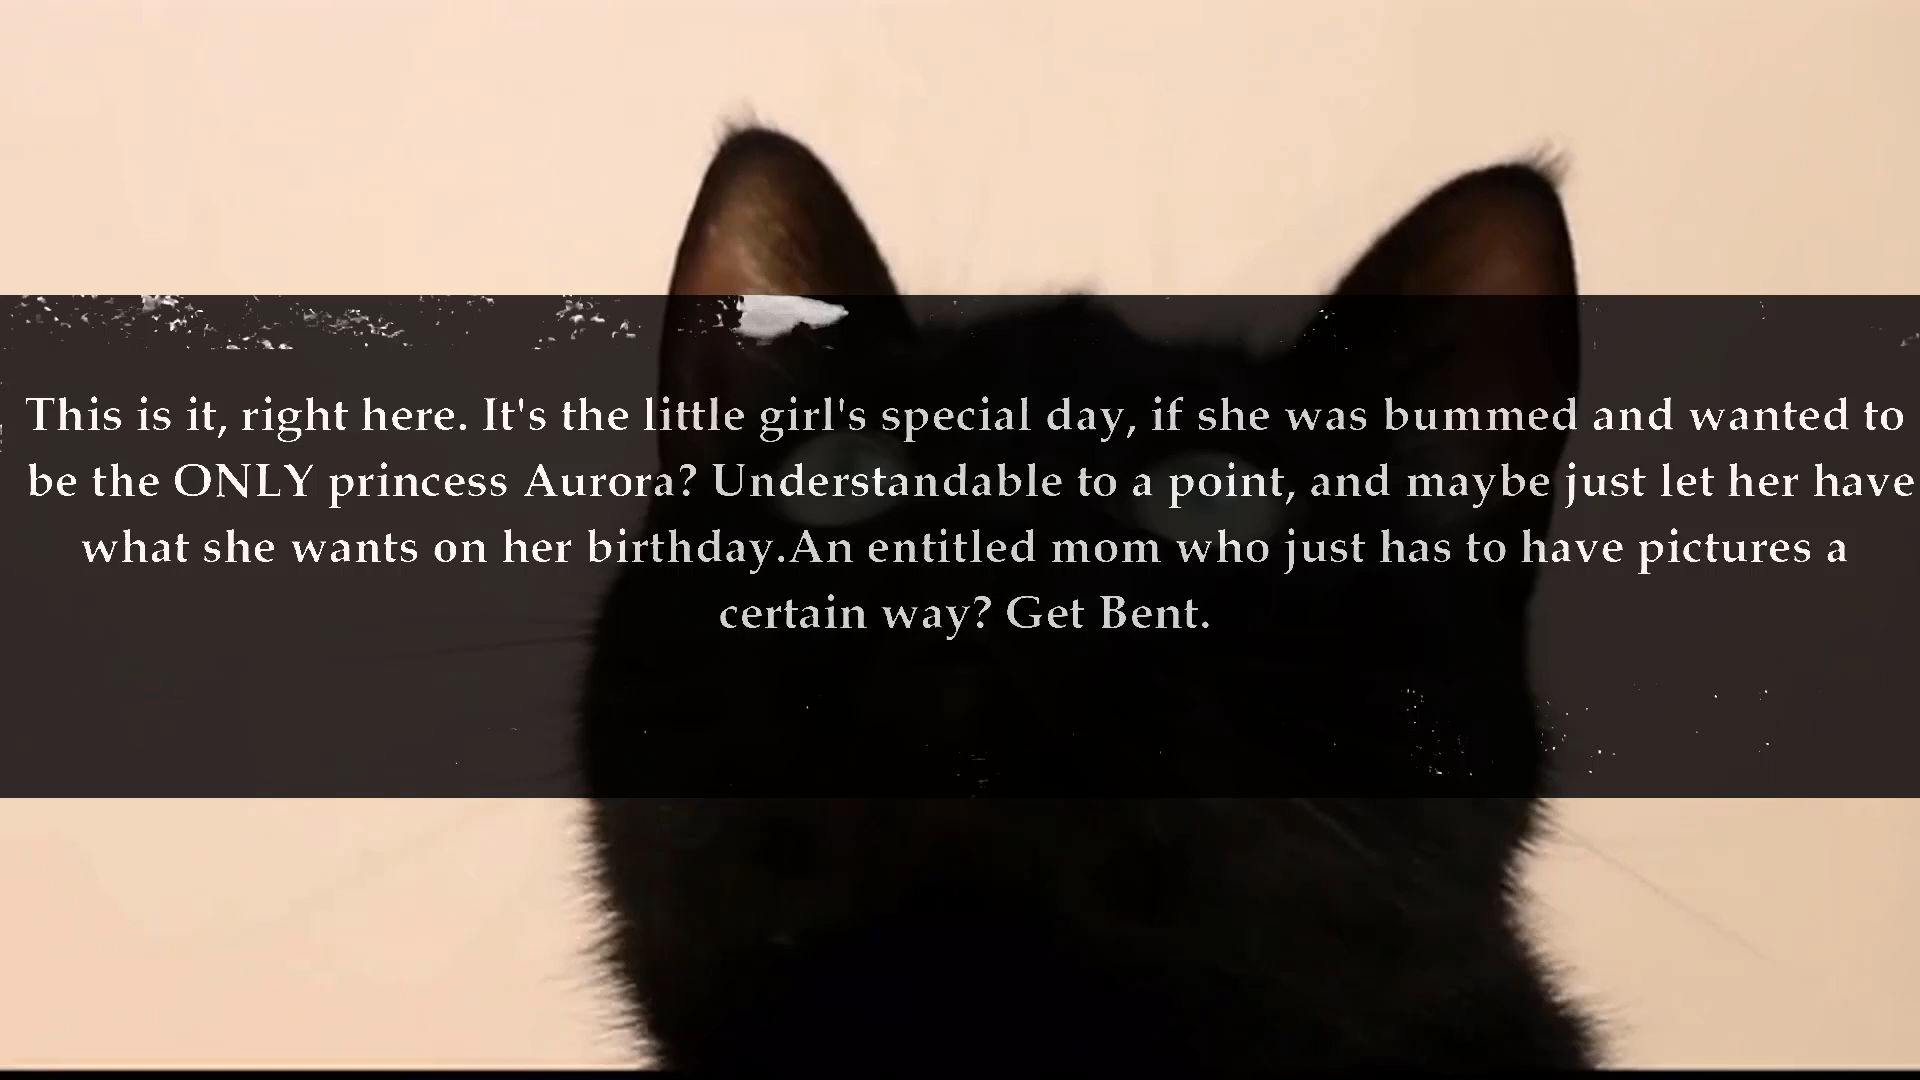 This is it, right here. It's the little girl's special day, if she was bummed and wanted to
be the ONLY princess Aurora? Understandable to a point, and maybe just let her have
what she wants on her birthday.An entitled mom who just has to have pictures a
certain way? Get Bent.